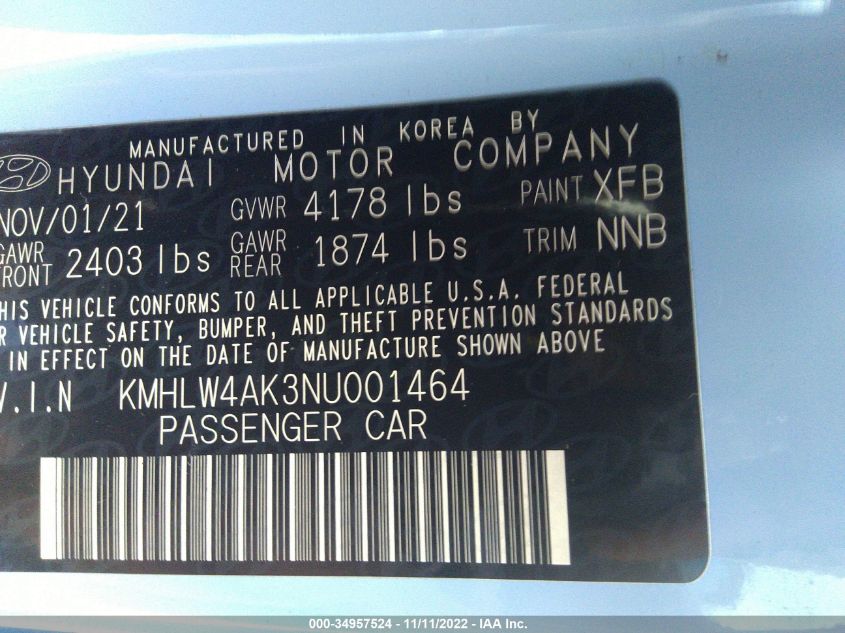 MANUFACTURED IN KOREA BY
HYUNDAI MOTOR COMPANY
NOV/01/21 GVWR 4178 lbs PAINT XFB
GAWR FRONT 2403 lbs GAWR REAR 1874 lbs TRIM NNB
THIS VEHICLE CONFORMS TO ALL APPLICABLE U.S.A. FEDERAL
R VEHICLE SAFETY, BUMPER, AND THEFT PREVENTION STANDARDS
IN EFFECT ON THE DATE OF MANUFACTURE SHOWN ABOVE
V.I.N KMHLW4AK3NU001464
PASSENGER CAR
000-34957524 - 11/11/2022 - IAA Inc.